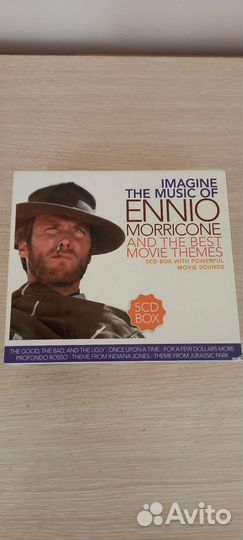 IMAGINE
THE MUSIC OF
ENNIO
MORRICONE
AND THE BEST
MOVIE THEMES
5CD BOX WITH POWERFUL
MOVIE SOUNDS
5CD
BOX
THE GOOD, THE BAD, AND THE UGLY · ONCE UPON A TIME · FOR A FEW DOLLARS MORE
PROFONDO ROSSO · THEME FROM INDIANA JONES · THEME FROM JURASSIC PARK
Avito